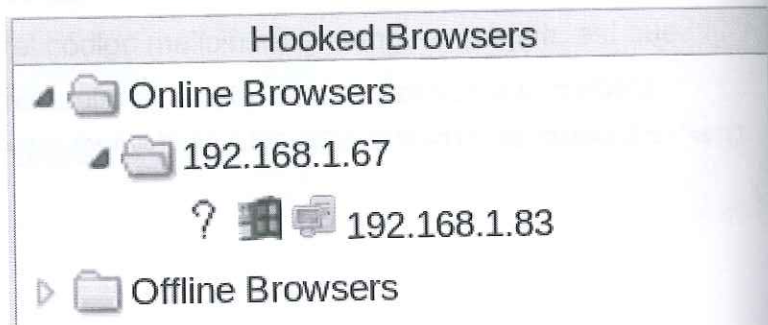 Hooked Browsers
Online Browsers
192.168.1.67
? 192.168.1.83
Offline Browsers